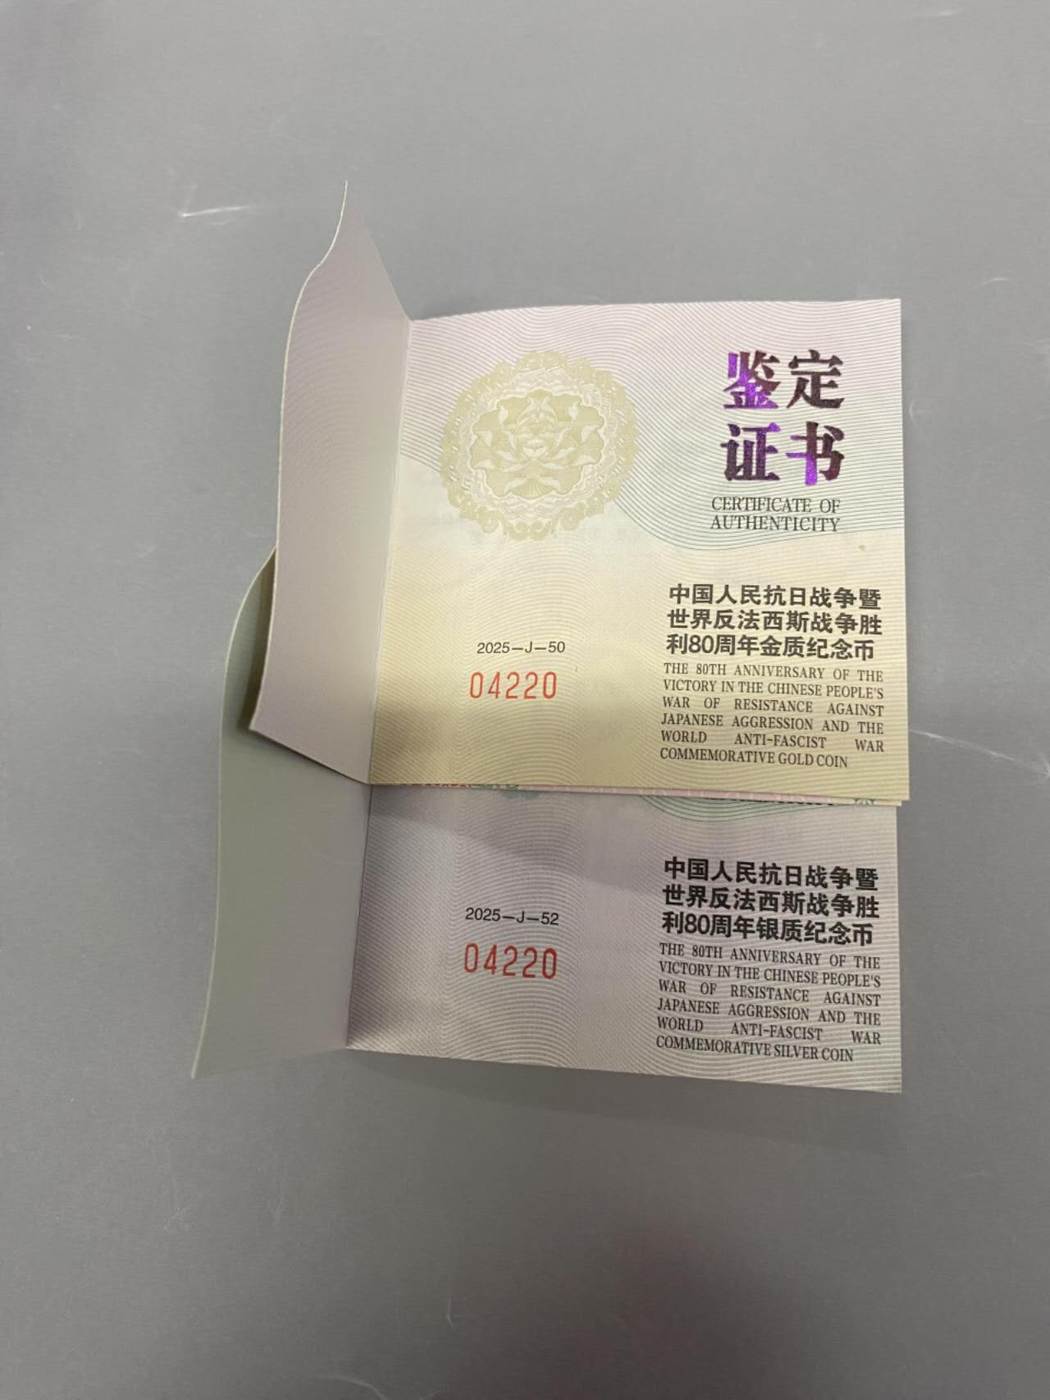 鉴定
证书
CERTIFICATE OF
AUTHENTICITY
中国人民抗日战争暨
世界反法西斯战争胜
利80周年金质纪念币
THE 80TH ANNIVERSARY OF THE
VICTORY IN THE CHINESE PEOPLE'S
WAR OF RESISTANCE AGAINST
JAPANESE AGGRESSION AND THE
WORLD ANTI-FASCIST WAR
COMMEMORATIVE GOLD COIN
2025—J—50
04220
中国人民抗日战争暨
世界反法西斯战争胜
利80周年银质纪念币
THE 80TH ANNIVERSARY OF THE
VICTORY IN THE CHINESE PEOPLE'S
WAR OF RESISTANCE AGAINST
JAPANESE AGGRESSION AND THE
WORLD ANTI-FASCIST WAR
COMMEMORATIVE SILVER COIN
2025—J—52
04220